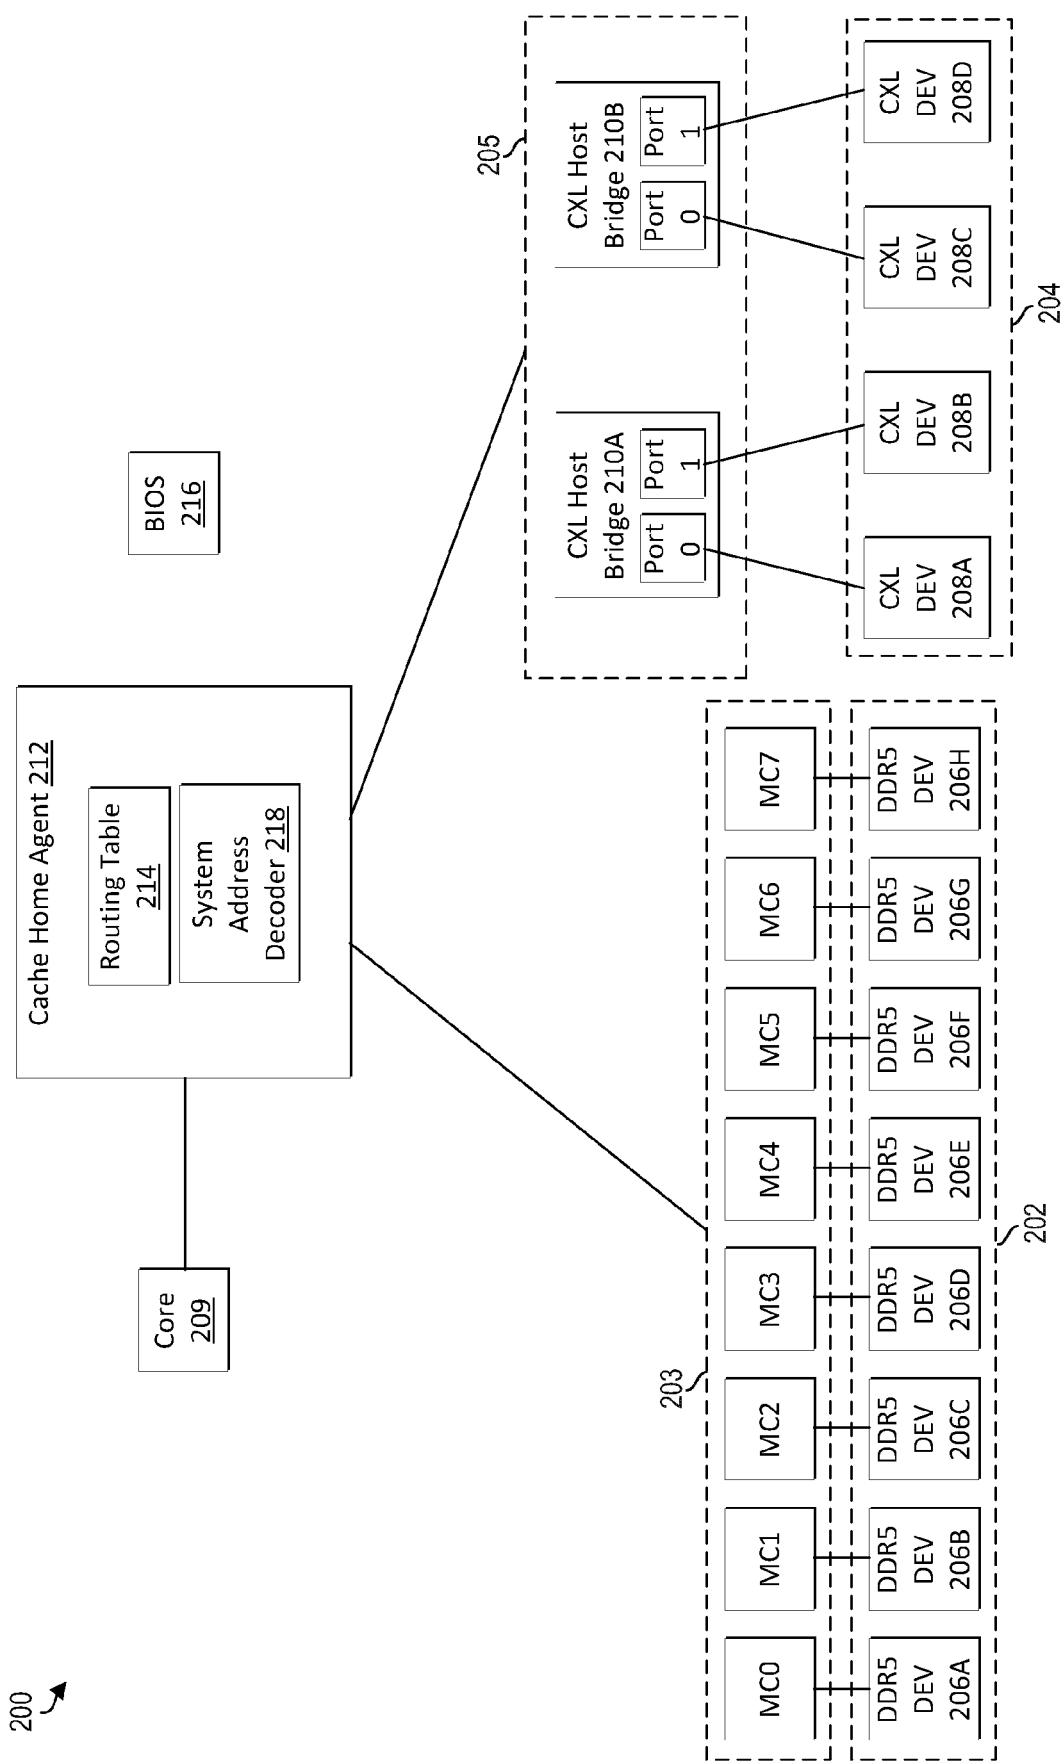 200
Core
209
Cache Home Agent 212
Routing Table
214
System
Address
Decoder 218
BIOS
216
203
MC0
MC1
MC2
MC3
MC4
MC5
MC6
MC7
DDR5
DEV
206A
DDR5
DEV
206B
DDR5
DEV
206C
DDR5
DEV
206D
DDR5
DEV
206E
DDR5
DEV
206F
DDR5
DEV
206G
DDR5
DEV
206H
202
205
CXL Host
Bridge 210A
Port
0
Port
1
CXL Host
Bridge 210B
Port
0
Port
1
CXL
DEV
208A
CXL
DEV
208B
CXL
DEV
208C
CXL
DEV
208D
204